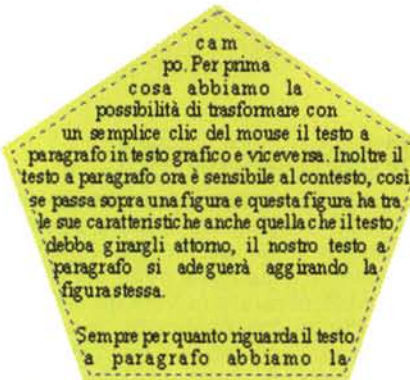 cam
po. Per prima
cosa abbiamo la
possibilità di trasformare con
un semplice clic del mouse il testo a
paragrafo in testo grafico e viceversa. Inoltre il
testo a paragrafo ora è sensibile al contesto, così
se passa sopra una figura e questa figura ha tra
le sue caratteristiche anche quella che il testo
debba girargli attorno, il nostro testo a
paragrafo si adeguerà aggirando la
figura stessa.
Sempre per quanto riguarda il testo
a paragrafo abbiamo la